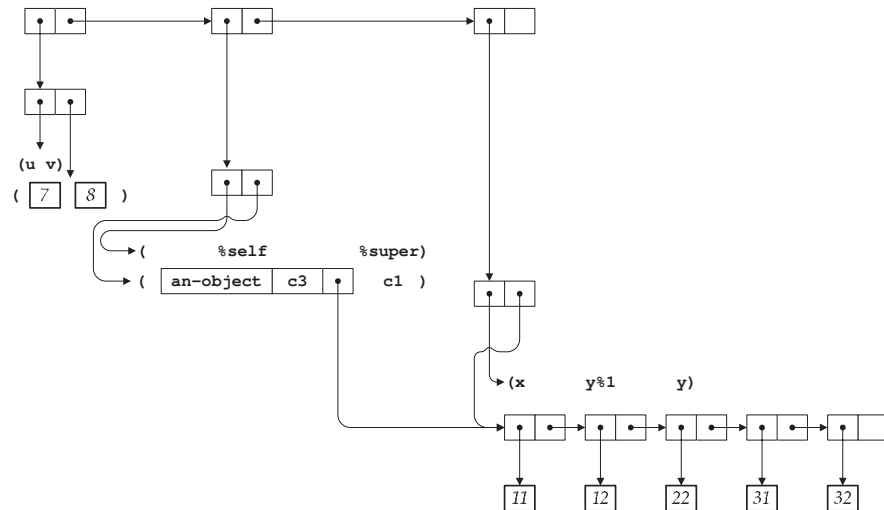 (u v)
( 7 8 )
( %self %super)
( an-object c3 c1 )
(x y%1 y)
11 12 22 31 32